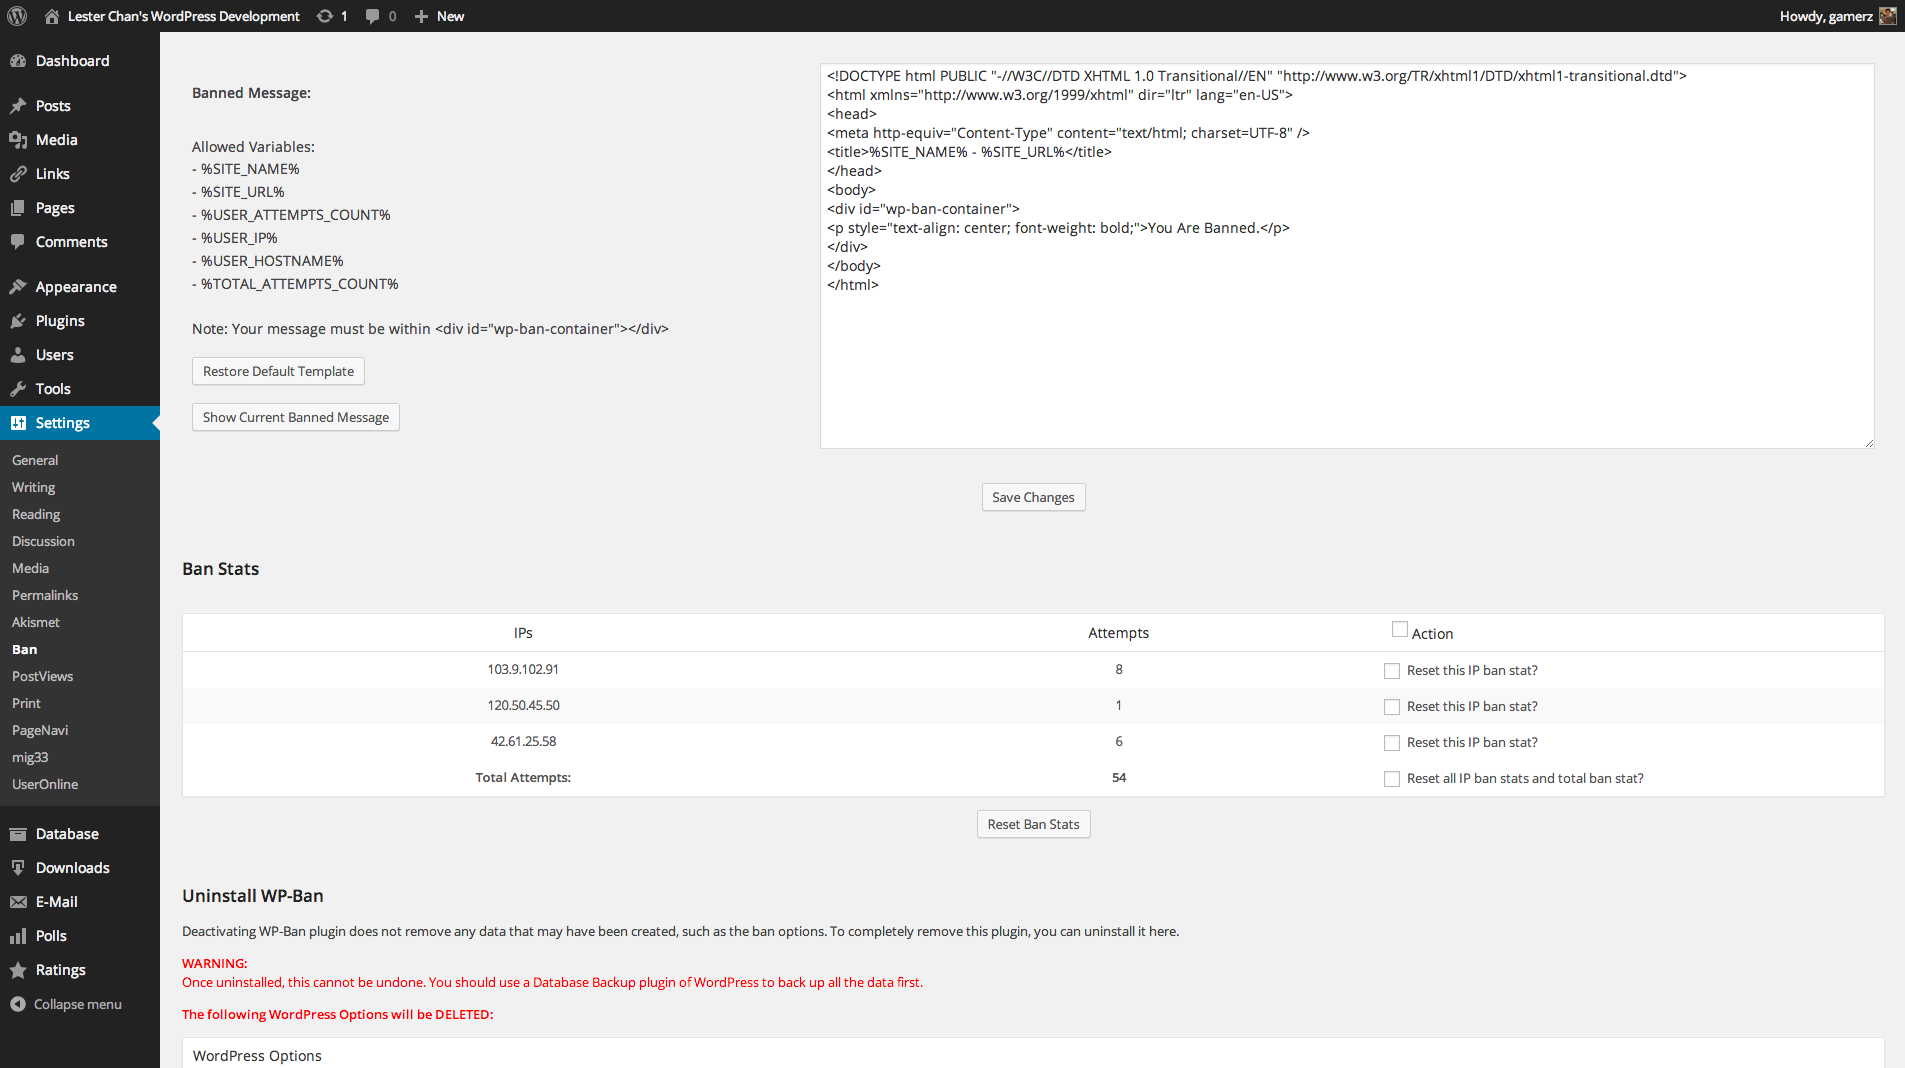 Lester Chan's WordPress Development 1 0 New Howdy, gamerz
Dashboard
Posts
Media
Links
Pages
Comments
Appearance
Plugins
Users
Tools
Settings
General
Writing
Reading
Discussion
Media
Permalinks
Akismet
Ban
PostViews
Print
PageNavi
mig33
UserOnline
Database
Downloads
E-Mail
Polls
Ratings
Collapse menu
Banned Message:
Allowed Variables:
- %SITE_NAME%
- %SITE_URL%
- %USER_ATTEMPTS_COUNT%
- %USER_IP%
- %USER_HOSTNAME%
- %TOTAL_ATTEMPTS_COUNT%
Note: Your message must be within <div id="wp-ban-container"></div>
Restore Default Template
Show Current Banned Message
<!DOCTYPE html PUBLIC "-//W3C//DTD XHTML 1.0 Transitional//EN" "http://www.w3.org/TR/xhtml1/DTD/xhtml1-transitional.dtd">
<html xmlns="http://www.w3.org/1999/xhtml" dir="ltr" lang="en-US">
<head>
<meta http-equiv="Content-Type" content="text/html; charset=UTF-8" />
<title>%SITE_NAME% - %SITE_URL%</title>
</head>
<body>
<div id="wp-ban-container">
<p style="text-align: center; font-weight: bold;">You Are Banned.</p>
</div>
</body>
</html>
Save Changes
Ban Stats
IPs Attempts Action
103.9.102.91 8 Reset this IP ban stat?
120.50.45.50 1 Reset this IP ban stat?
42.61.25.58 6 Reset this IP ban stat?
Total Attempts: 54 Reset all IP ban stats and total ban stat?
Reset Ban Stats
Uninstall WP-Ban
Deactivating WP-Ban plugin does not remove any data that may have been created, such as the ban options. To completely remove this plugin, you can uninstall it here.
WARNING:
Once uninstalled, this cannot be undone. You should use a Database Backup plugin of WordPress to back up all the data first.
The following WordPress Options will be DELETED:
WordPress Options